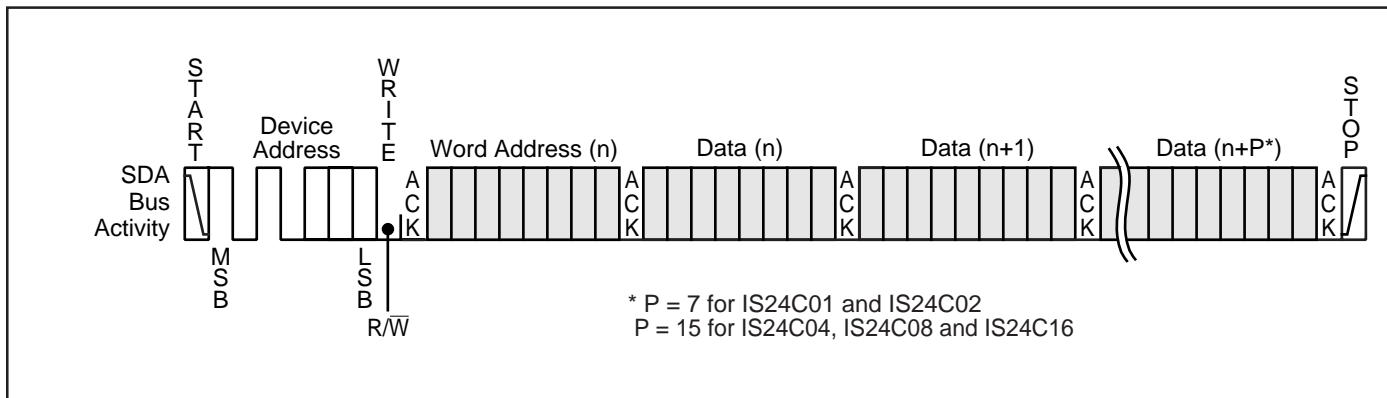 START
WRITE
STOP
Device
Address
Word Address (n)
Data (n)
Data (n+1)
Data (n+P*)
SDA
Bus
Activity
ACK
ACK
ACK
ACK
ACK
MSB
LSB
R/W̅
* P = 7 for IS24C01 and IS24C02
P = 15 for IS24C04, IS24C08 and IS24C16